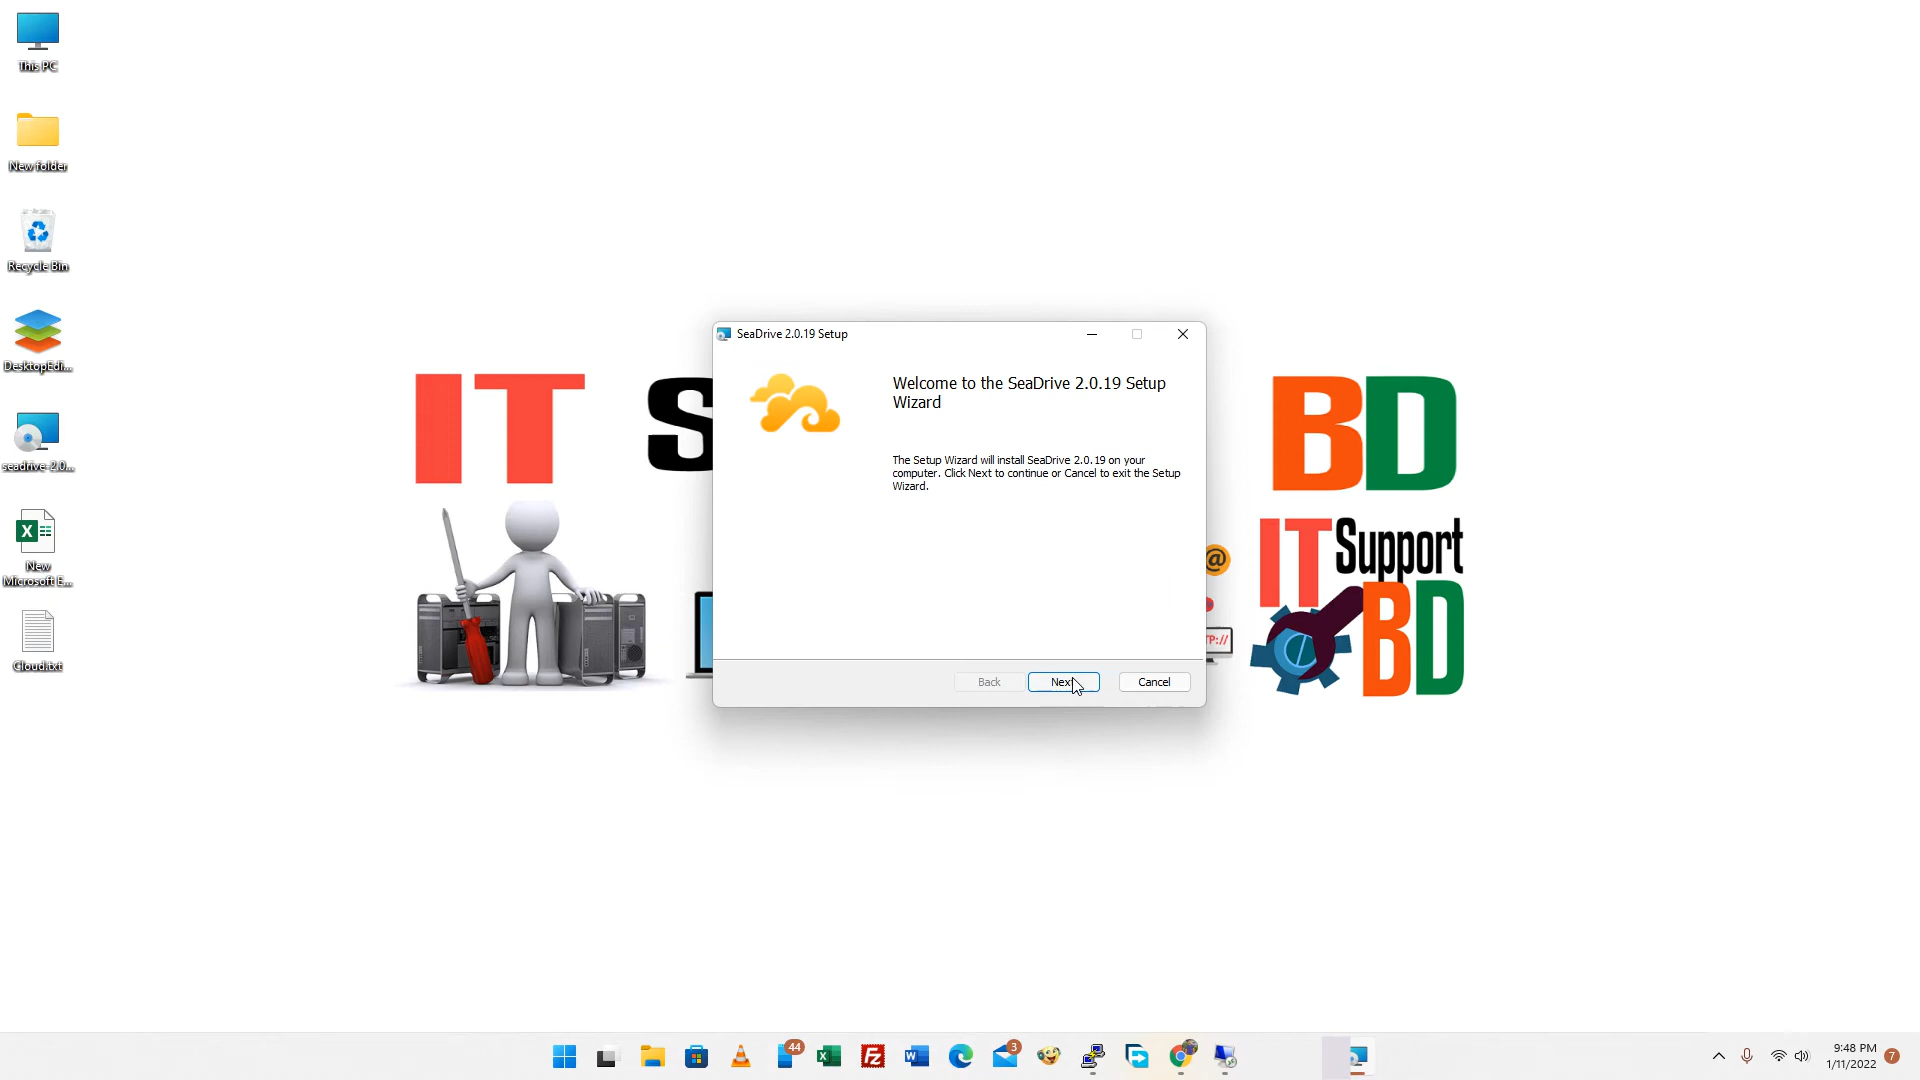 This PC
New folder
Recycle Bin
DesktopEdi...
seadrive-2.0...
New
Microsoft E...
Cloud.txt
IT S
BD
IT Support
BD
@
TP://
SeaDrive 2.0.19 Setup
Welcome to the SeaDrive 2.0.19 Setup
Wizard
The Setup Wizard will install SeaDrive 2.0.19 on your
computer. Click Next to continue or Cancel to exit the Setup
Wizard.
Back
Next
Cancel
44
3
9:48 PM
1/11/2022
7